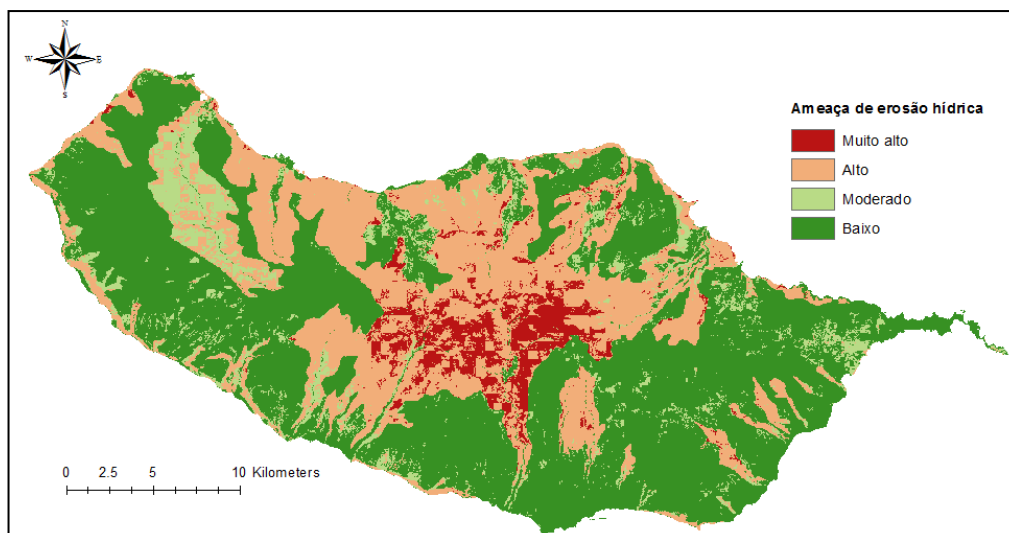 N
W E
S
Ameaça de erosão hídrica
Muito alto
Alto
Moderado
Baixo
0 2.5 5 10 Kilometers